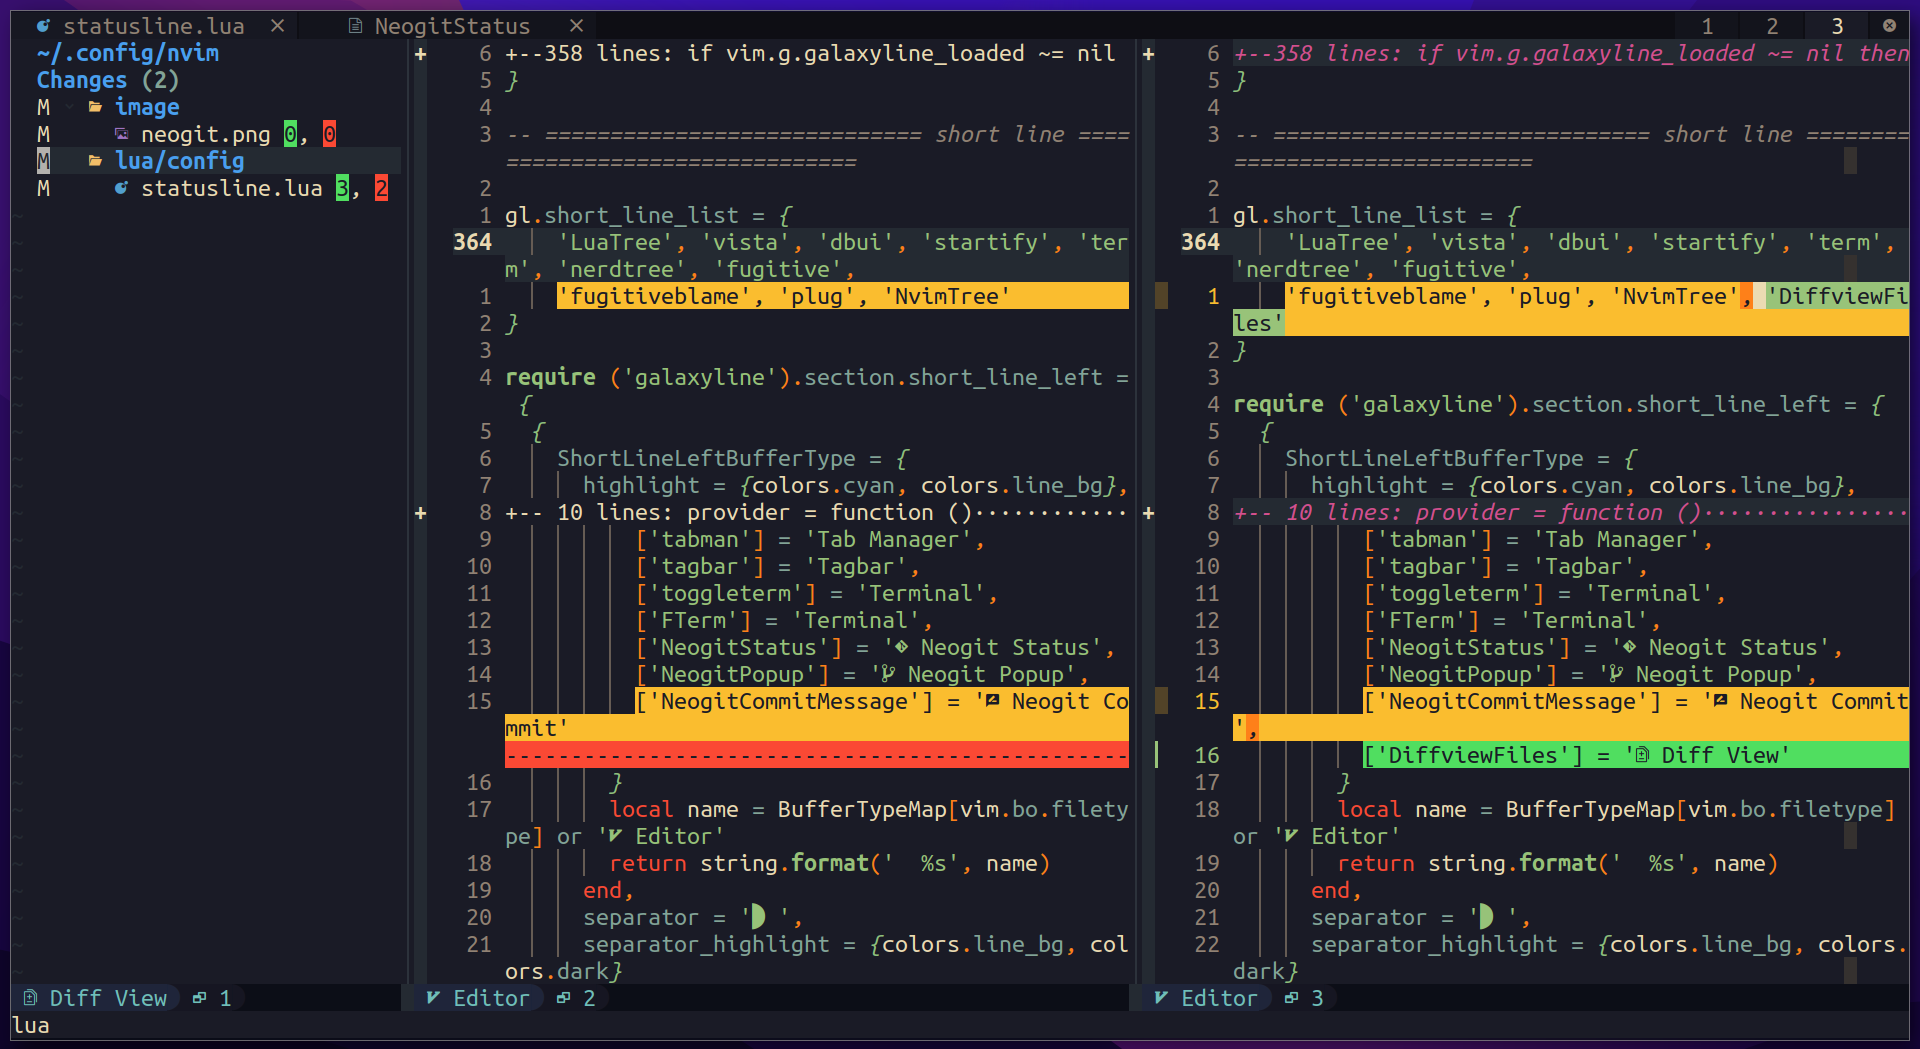 statusline.lua NeogitStatus 1 2 3
~/.config/nvim
Changes (2)
M image
M neogit.png 0, 0
M lua/config
M statusline.lua 3, 2
+ 6 +--358 lines: if vim.g.galaxyline_loaded ~= nil
5 }
4
3 -- ============================= short line ====
===========================
2
1 gl.short_line_list = {
364 'LuaTree', 'vista', 'dbui', 'startify', 'ter
m', 'nerdtree', 'fugitive',
1 'fugitiveblame', 'plug', 'NvimTree'
2 }
3
4 require ('galaxyline').section.short_line_left =
{
5 {
6 ShortLineLeftBufferType = {
7 highlight = {colors.cyan, colors.line_bg},
+ 8 +-- 10 lines: provider = function ()············
9 ['tabman'] = 'Tab Manager',
10 ['tagbar'] = 'Tagbar',
11 ['toggleterm'] = 'Terminal',
12 ['FTerm'] = 'Terminal',
13 ['NeogitStatus'] = ' Neogit Status',
14 ['NeogitPopup'] = ' Neogit Popup',
15 ['NeogitCommitMessage'] = ' Neogit Co
mmit'
------------------------------------------------
16 }
17 local name = BufferTypeMap[vim.bo.filety
pe] or ' Editor'
18 return string.format('  %s', name)
19 end,
20 separator = ' ',
21 separator_highlight = {colors.line_bg, col
ors.dark}
+ 6 +--358 lines: if vim.g.galaxyline_loaded ~= nil then
5 }
4
3 -- ============================= short line ========
=======================
2
1 gl.short_line_list = {
364 'LuaTree', 'vista', 'dbui', 'startify', 'term',
'nerdtree', 'fugitive',
1 'fugitiveblame', 'plug', 'NvimTree', 'DiffviewFi
les'
2 }
3
4 require ('galaxyline').section.short_line_left = {
5 {
6 ShortLineLeftBufferType = {
7 highlight = {colors.cyan, colors.line_bg},
+ 8 +-- 10 lines: provider = function ()················
9 ['tabman'] = 'Tab Manager',
10 ['tagbar'] = 'Tagbar',
11 ['toggleterm'] = 'Terminal',
12 ['FTerm'] = 'Terminal',
13 ['NeogitStatus'] = ' Neogit Status',
14 ['NeogitPopup'] = ' Neogit Popup',
15 ['NeogitCommitMessage'] = ' Neogit Commit
',
16 ['DiffviewFiles'] = ' Diff View'
17 }
18 local name = BufferTypeMap[vim.bo.filetype]
or ' Editor'
19 return string.format('  %s', name)
20 end,
21 separator = ' ',
22 separator_highlight = {colors.line_bg, colors.
dark}
Diff View 1 Editor 2 Editor 3
lua